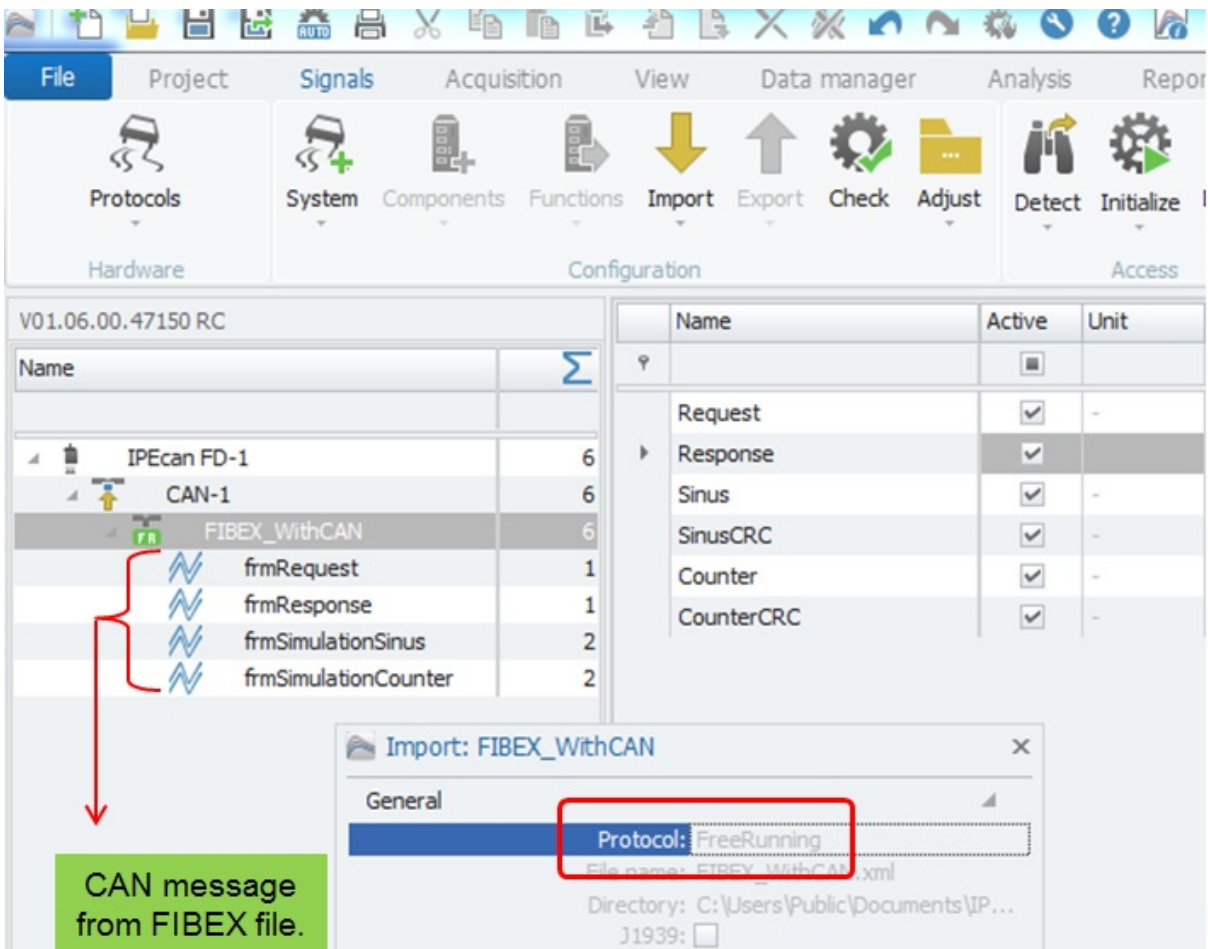 AUTO
File Project Signals Acquisition View Data manager Analysis Repor
Protocols System Components Functions Import Export Check Adjust Detect Initialize
Hardware Configuration Access
V01.06.00.47150 RC
Name
IPEcan FD-1 6
CAN-1 6
FR FIBEX_WithCAN 6
frmRequest 1
frmResponse 1
frmSimulationSinus 2
frmSimulationCounter 2
Name Active Unit
Request -
Response
Sinus -
SinusCRC -
Counter -
CounterCRC -
Import: FIBEX_WithCAN
General
Protocol: FreeRunning
File name: FIBEX_WithCAN.xml
Directory: C:\Users\Public\Documents\IP...
J1939:
CAN message
from FIBEX file.